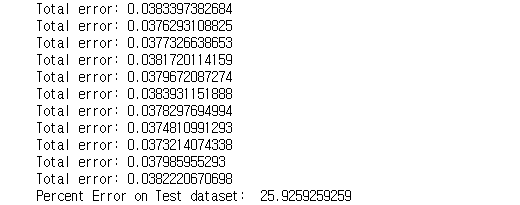 Total error: 0.0383397382684
Total error: 0.0376293108825
Total error: 0.0377326638653
Total error: 0.0381720114159
Total error: 0.0379672087274
Total error: 0.0383931151888
Total error: 0.0378297694994
Total error: 0.0374810991293
Total error: 0.0373214074338
Total error: 0.037985955293
Total error: 0.0382220670698
Percent Error on Test dataset:  25.9259259259